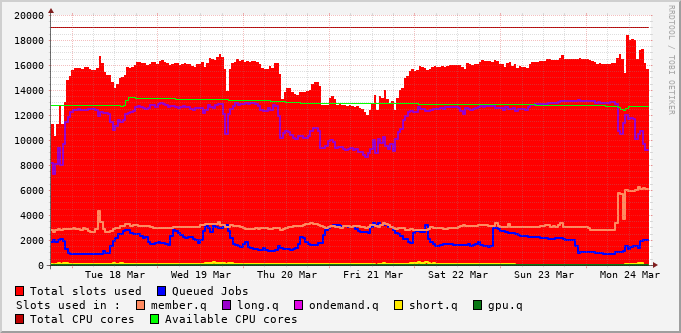 20000
18000
16000
14000
12000
10000
8000
6000
4000
2000
0
Tue 18 Mar Wed 19 Mar Thu 20 Mar Fri 21 Mar Sat 22 Mar Sun 23 Mar Mon 24 Mar
RRDTOOL / TOBI OETIKER
Total slots used Queued Jobs
Slots used in : member.q long.q ondemand.q short.q gpu.q
Total CPU cores Available CPU cores